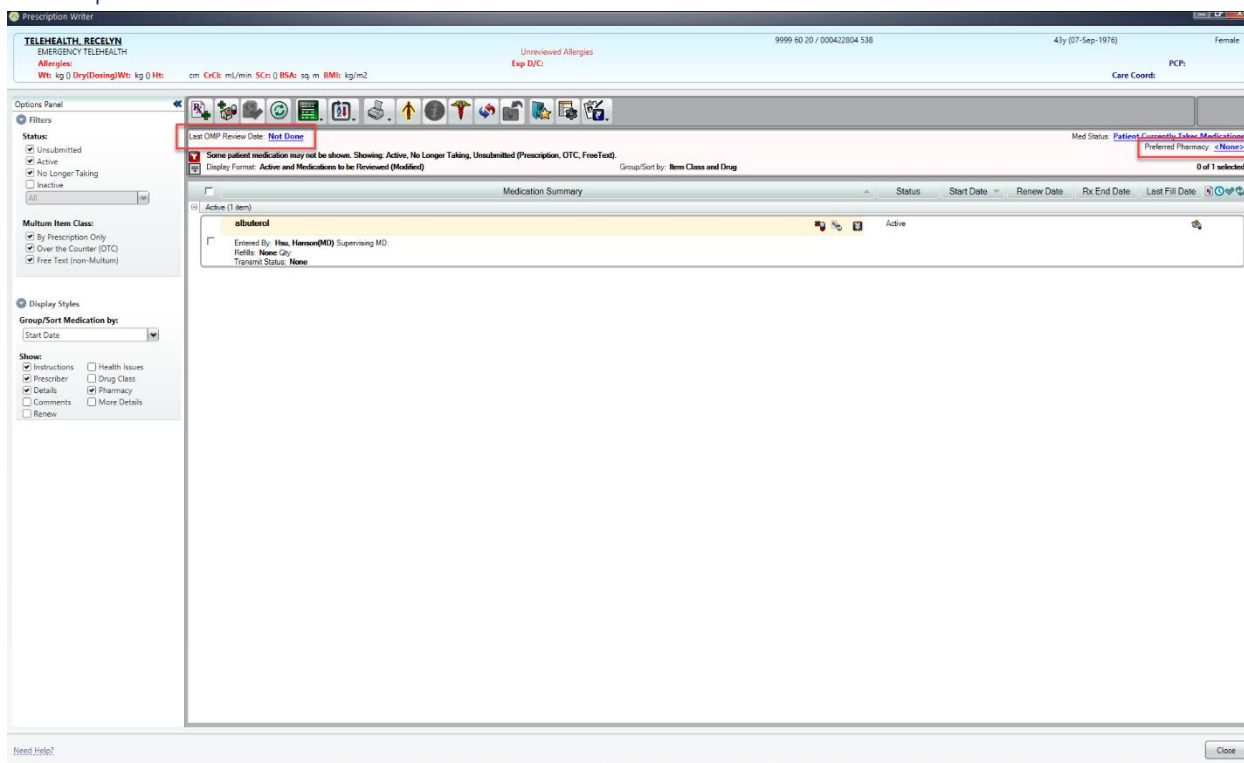 Prescription Writer
TELEHEALTH, RECELYN
9999 60 20 / 000422804 538
43y (07-Sep-1976)
Female
EMERGENCY TELEHEALTH
Unreviewed Allergies
Allergies:
Exp D/C:
PCP:
Wt: kg () Dry(Dosing)Wt: kg () Ht: cm CrCl: mL/min SCr: () BSA: sq. m BMI: kg/m2
Care Coord:
Options Panel
Filters
Status:
Unsubmitted
Active
No Longer Taking
Inactive
All
Multum Item Class:
By Prescription Only
Over the Counter (OTC)
Free Text (non-Multum)
Display Styles
Group/Sort Medication by:
Start Date
Show:
Instructions Health Issues
Prescriber Drug Class
Details Pharmacy
Comments More Details
Renew
Last OMP Review Date: Not Done
Med Status: Patient Currently Takes Medications
Preferred Pharmacy: <None>
Some patient medication may not be shown. Showing: Active, No Longer Taking, Unsubmitted (Prescription, OTC, FreeText).
Display Format: Active and Medications to be Reviewed (Modified)
Group/Sort by: Item Class and Drug
0 of 1 selected
Medication Summary Status Start Date Renew Date Rx End Date Last Fill Date
Active (1 item)
albuterol
Active
Entered By: Hsu, Hanson(MD) Supervising MD:
Refills: None Qty:
Transmit Status: None
Need Help?
Close